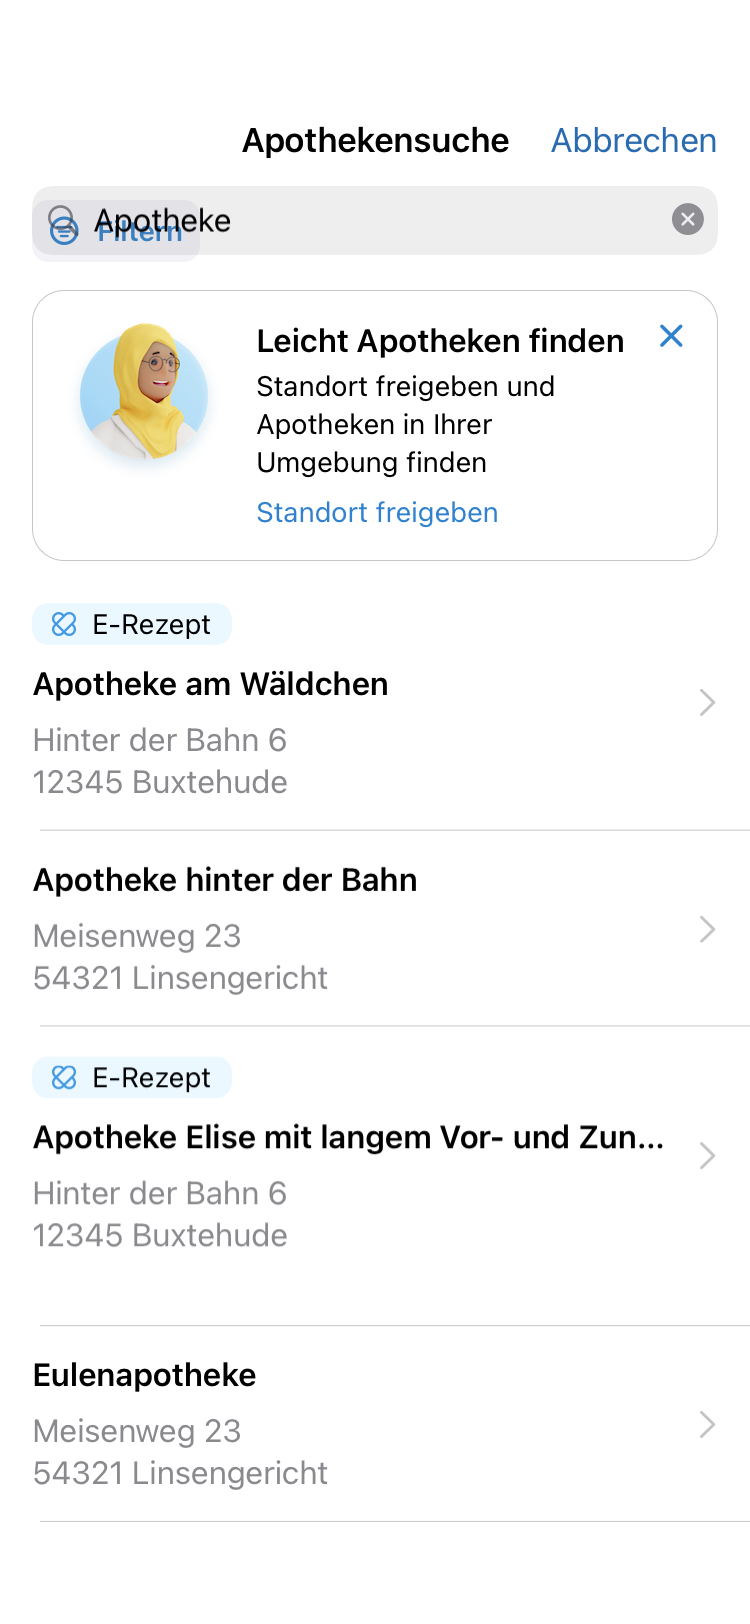 Apothekensuche Abbrechen
Apotheke
Filtern
Leicht Apotheken finden
Standort freigeben und
Apotheken in Ihrer
Umgebung finden
Standort freigeben
E-Rezept
Apotheke am Wäldchen
Hinter der Bahn 6
12345 Buxtehude
Apotheke hinter der Bahn
Meisenweg 23
54321 Linsengericht
E-Rezept
Apotheke Elise mit langem Vor- und Zun...
Hinter der Bahn 6
12345 Buxtehude
Eulenapotheke
Meisenweg 23
54321 Linsengericht